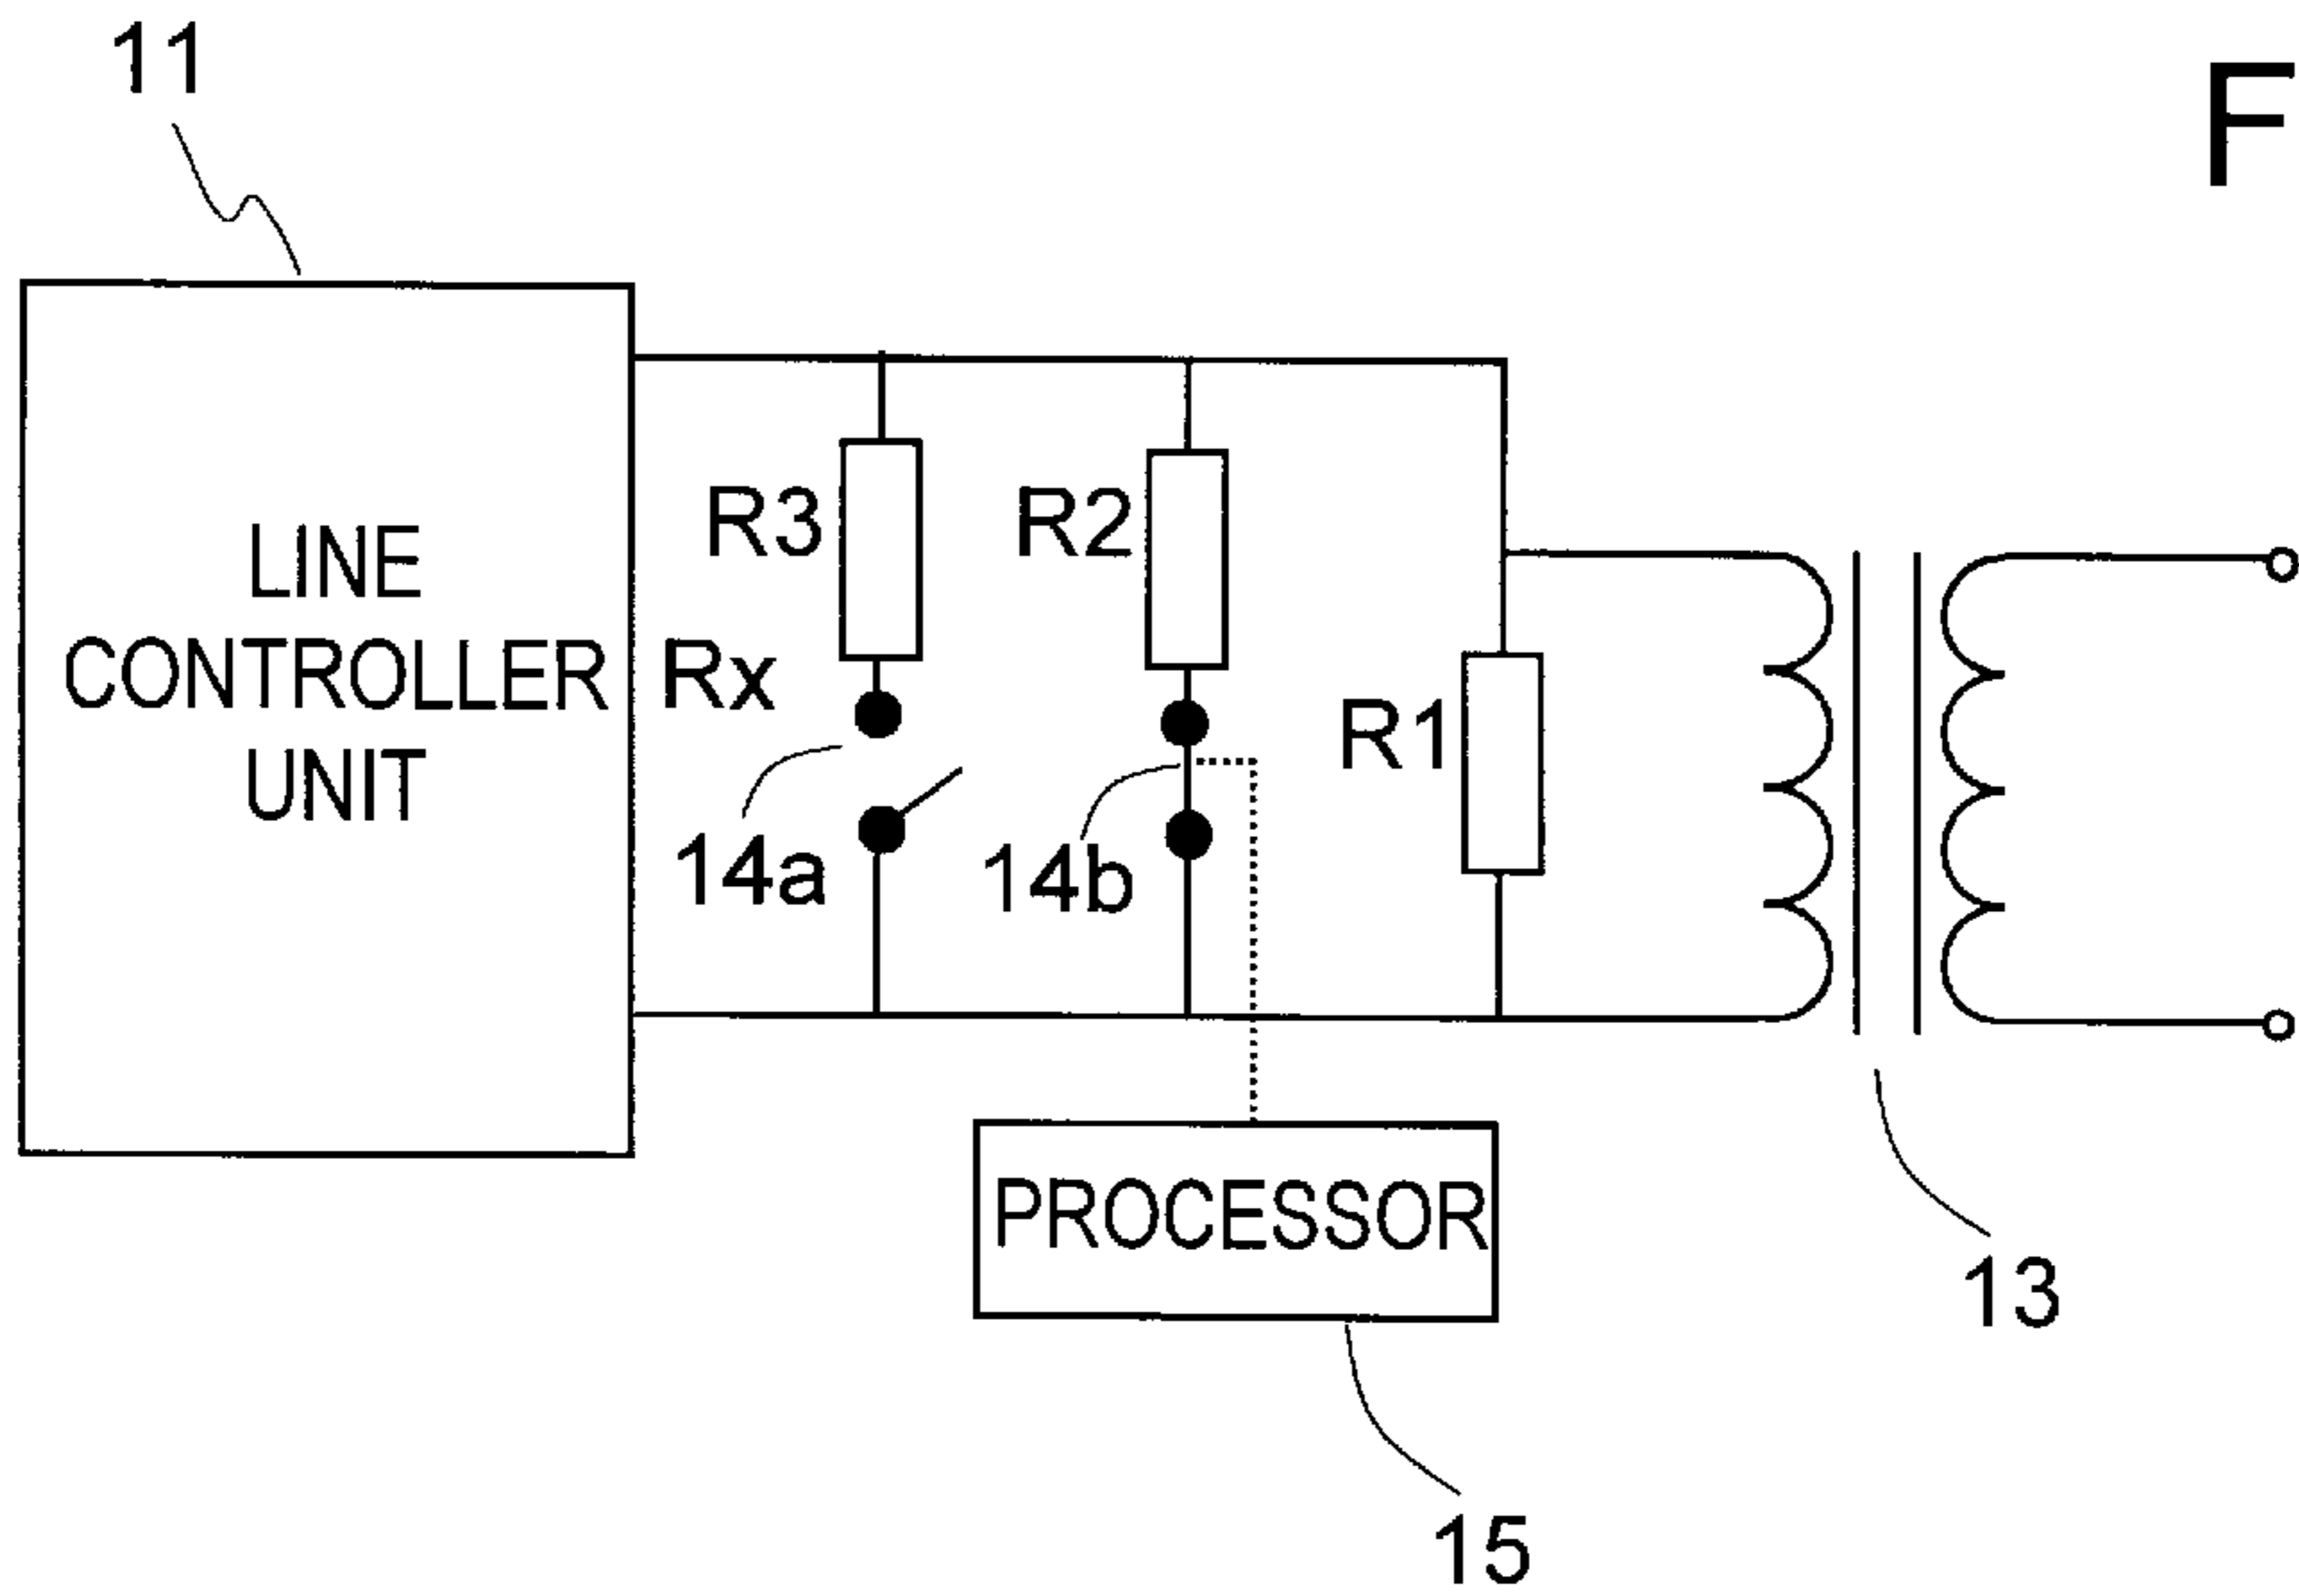 11
F
LINE
CONTROLLER
UNIT
Rx
R3
R2
R1
14a
14b
PROCESSOR
13
15